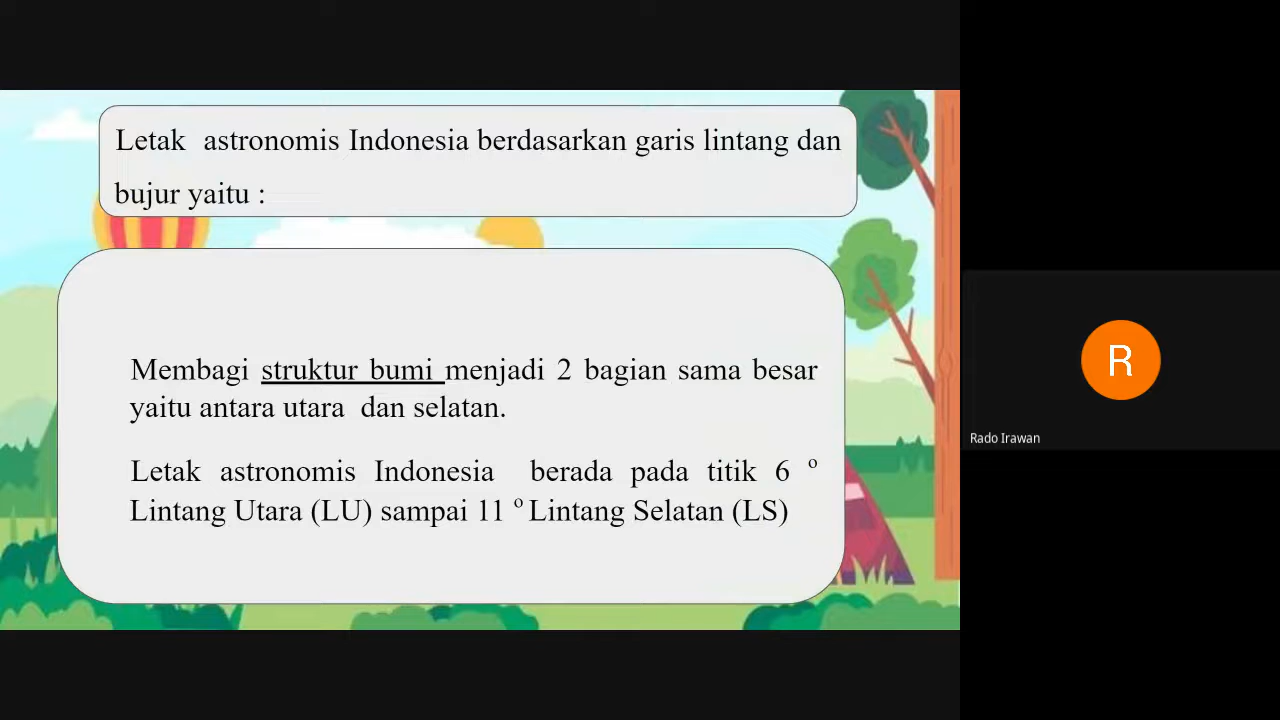 Letak astronomis Indonesia berdasarkan garis lintang dan
bujur yaitu :
Membagi struktur bumi menjadi 2 bagian sama besar
yaitu antara utara dan selatan.
Letak astronomis Indonesia berada pada titik 6 º
Lintang Utara (LU) sampai 11 º Lintang Selatan (LS)
R
Rado Irawan